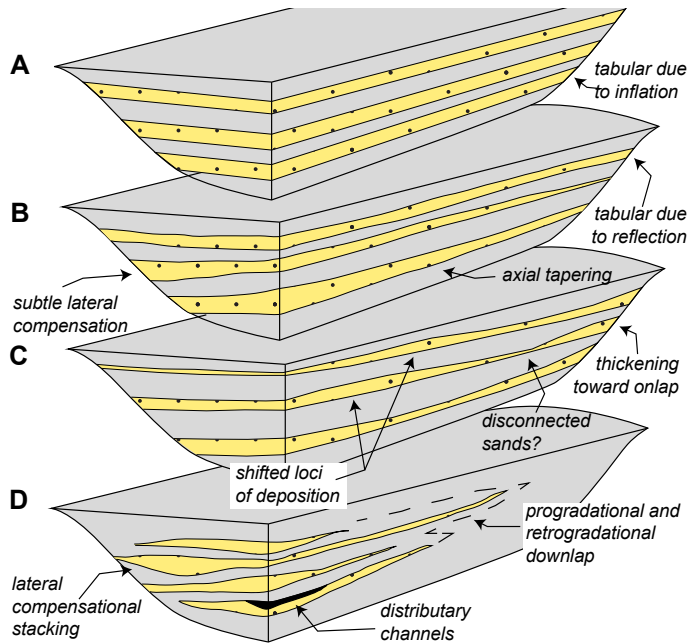 A
tabular due
to inflation
B
tabular due
to reflection
axial tapering
subtle lateral
compensation
C
thickening
toward onlap
disconnected
sands?
shifted loci
of deposition
D
progradational and
retrogradational
downlap
lateral
compensational
stacking
distributary
channels